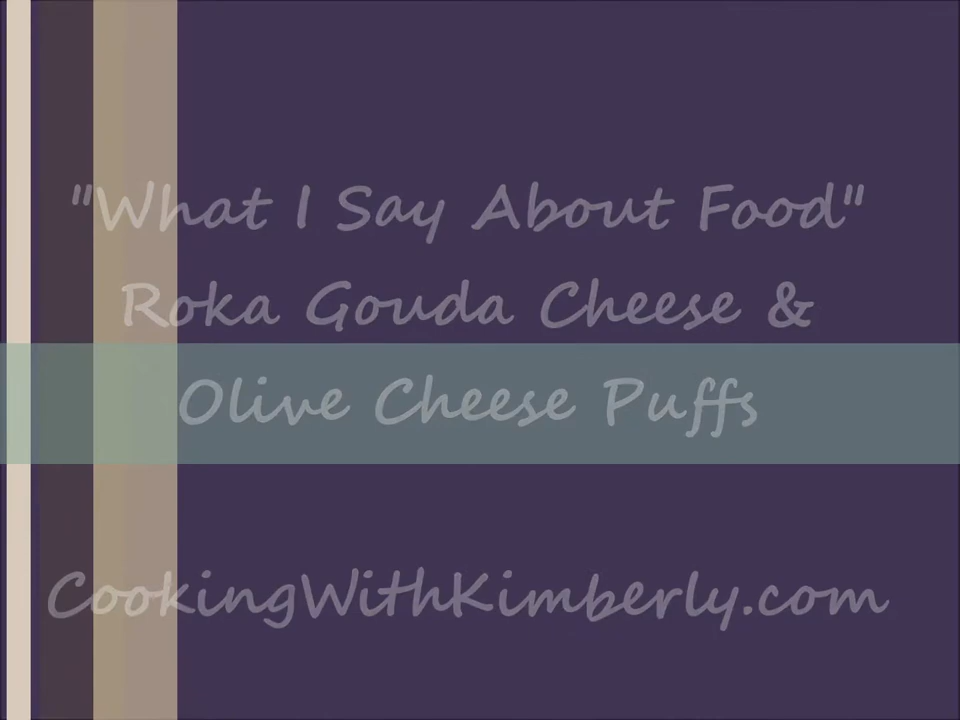 "What I Say About Food"
Roka Gouda Cheese &
Olive Cheese Puffs
CookingWithKimberly.com